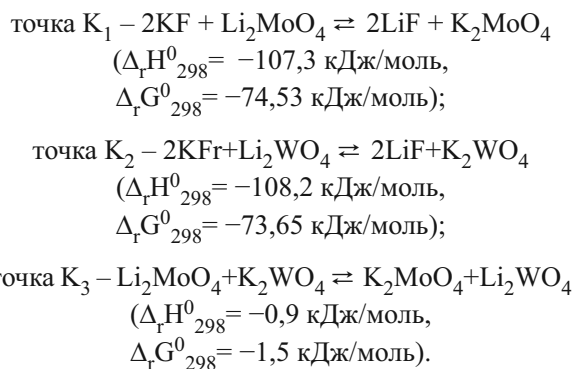 точка K₁ – 2KF + Li₂MoO₄ ⇌ 2LiF + K₂MoO₄
(ΔᵣH⁰₂₉₈= −107,3 кДж/моль,
ΔᵣG⁰₂₉₈= −74,53 кДж/моль);
точка K₂ – 2KFr+Li₂WO₄ ⇌ 2LiF+K₂WO₄
(ΔᵣH⁰₂₉₈= −108,2 кДж/моль,
ΔᵣG⁰₂₉₈= −73,65 кДж/моль);
точка K₃ – Li₂MoO₄+K₂WO₄ ⇌ K₂MoO₄+Li₂WO₄
(ΔᵣH⁰₂₉₈= −0,9 кДж/моль,
ΔᵣG⁰₂₉₈= −1,5 кДж/моль).